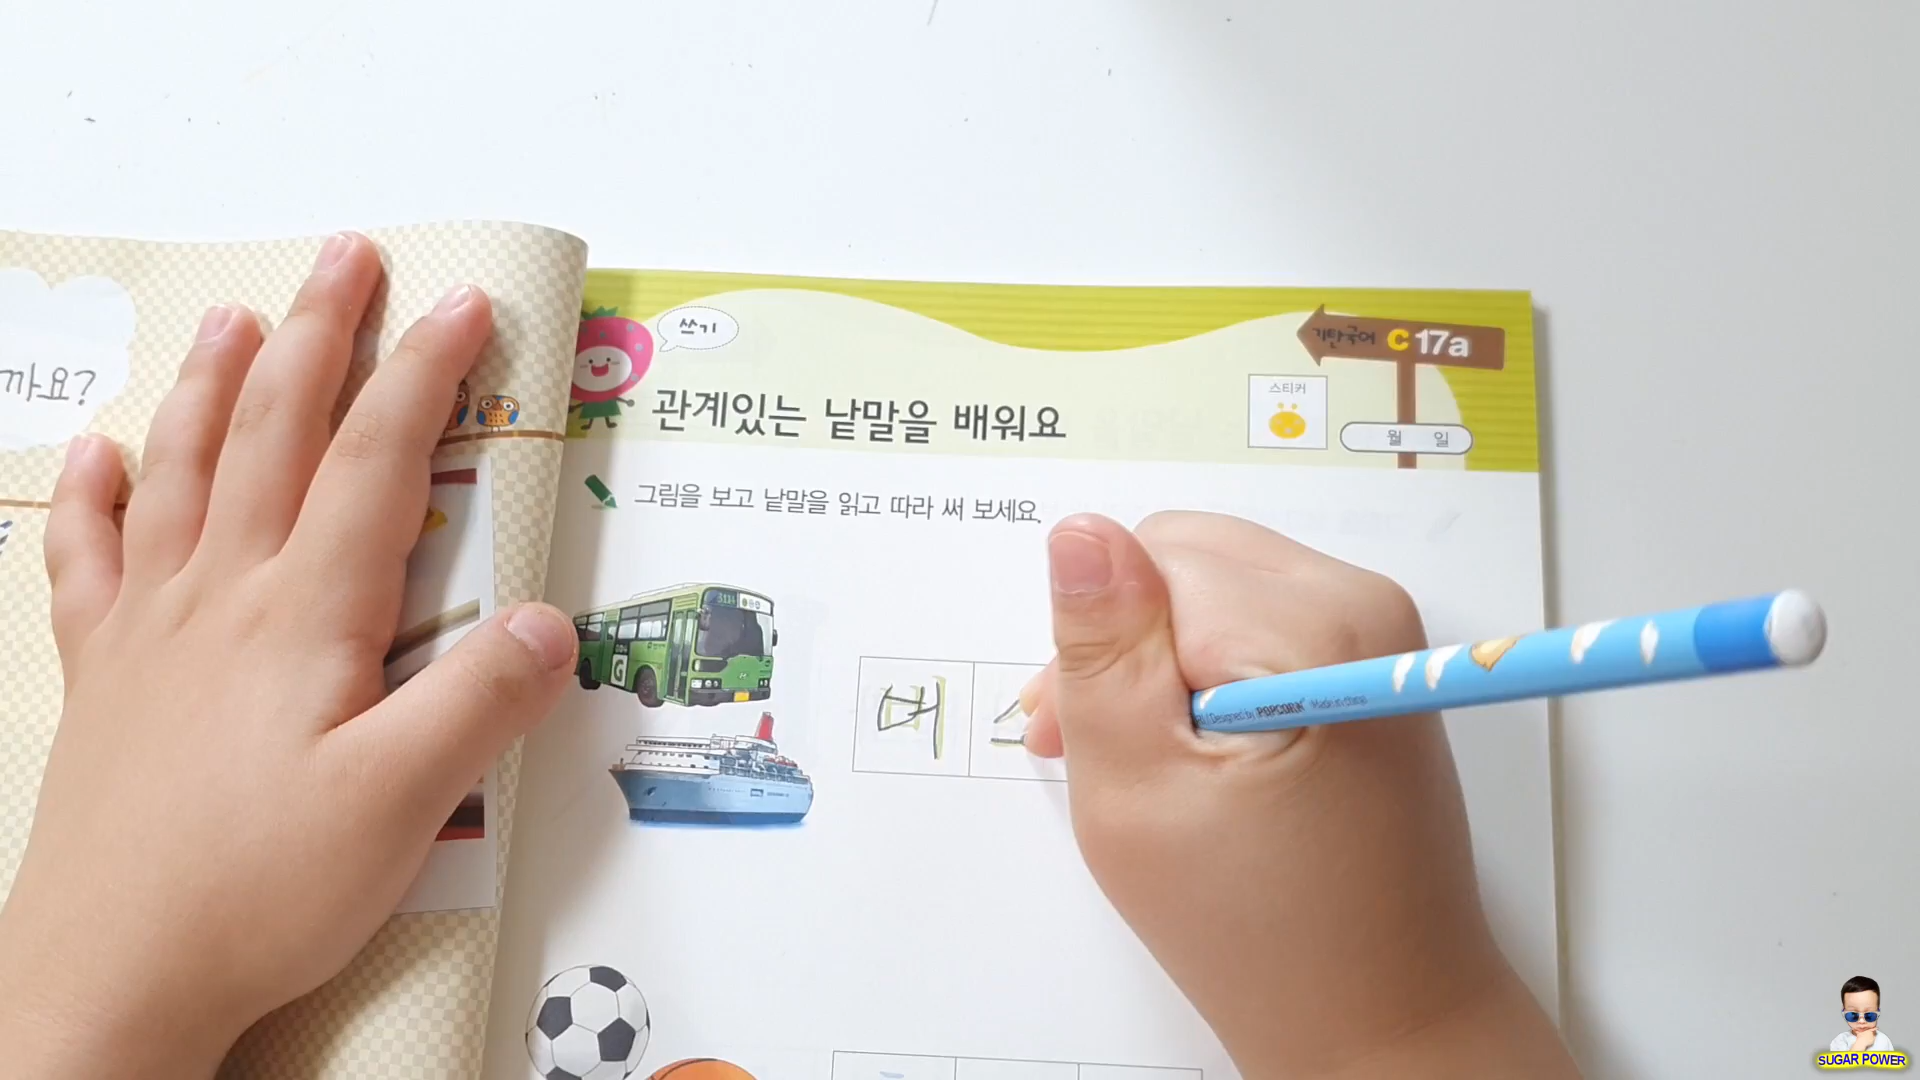 까요?
쓰기
기탄국어 C 17a
스티커
관계있는 낱말을 배워요
월 일
그림을 보고 낱말을 읽고 따라 써 보세요.
G
버스
POPCORN
SUGAR POWER